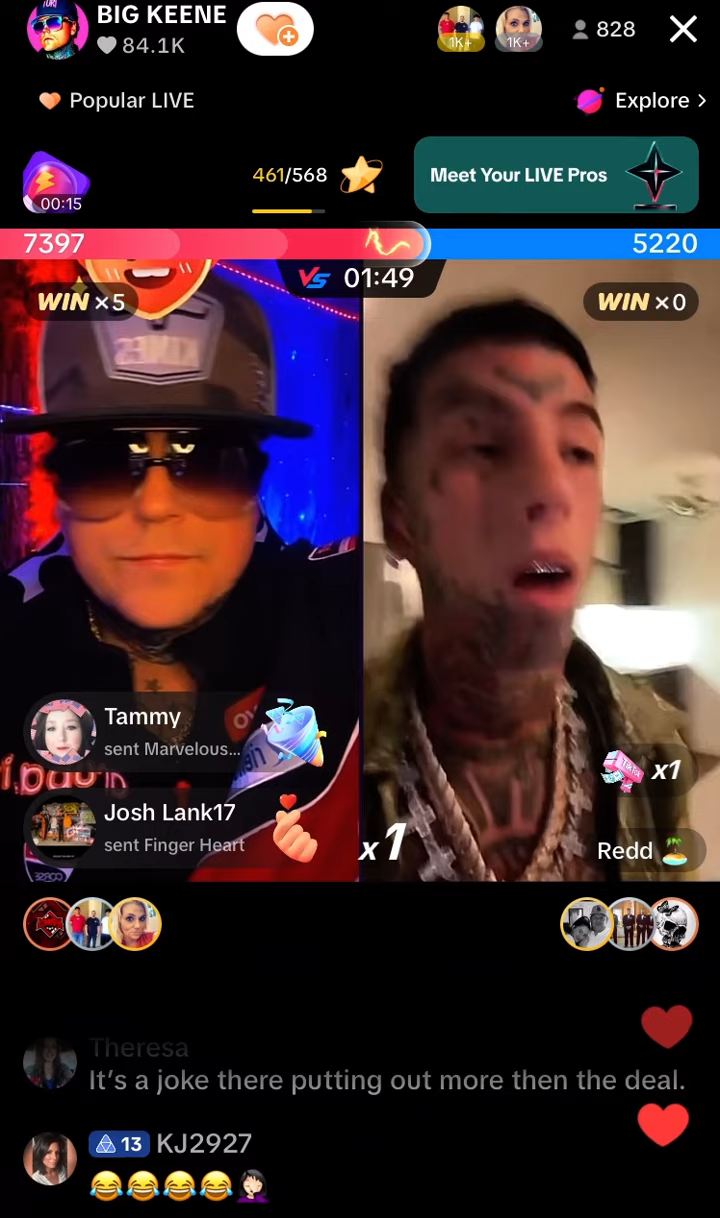 BIG KEENE
84.1K
1K+
1K+
828
Popular LIVE
Explore >
00:15
461/568
Meet Your LIVE Pros
7397
5220
VS 01:49
WIN ×5
WIN ×0
Tammy
sent Marvelous...
Josh Lank17
sent Finger Heart
x1
x1
Redd 🏝️
Theresa
It's a joke there putting out more then the deal.
13 KJ2927
😂😂😂😂🤦🏻‍♀️